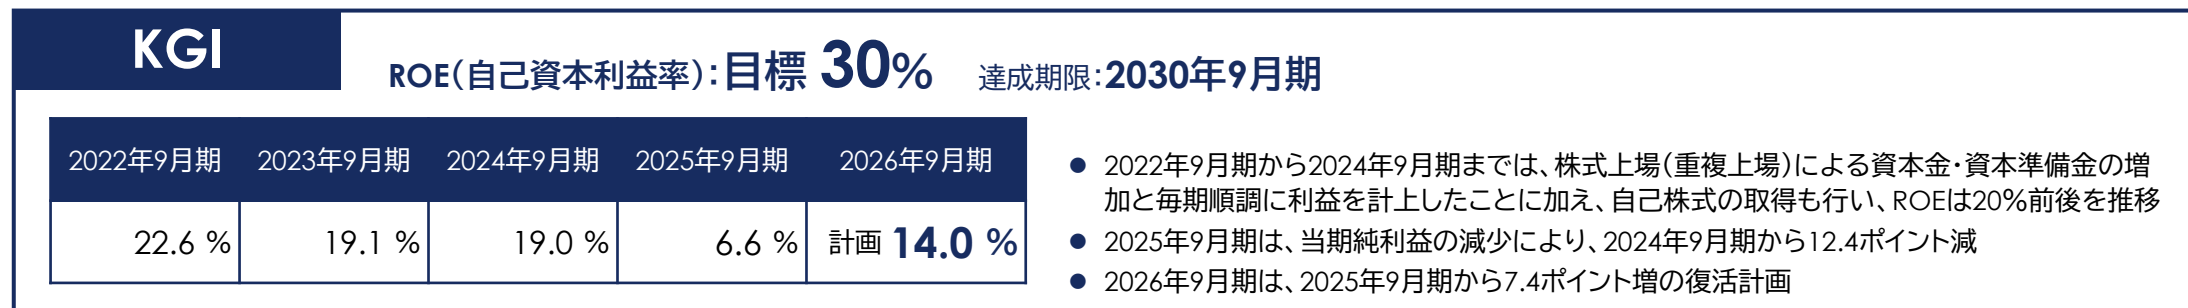 KGI
ROE(自己資本利益率):目標 30% 達成期限:2030年9月期
2022年9月期 2023年9月期 2024年9月期 2025年9月期 2026年9月期
22.6 % 19.1 % 19.0 % 6.6 % 計画 14.0 %
● 2022年9月期から2024年9月期までは、株式上場(重複上場)による資本金・資本準備金の増
加と毎期順調に利益を計上したことに加え、自己株式の取得も行い、ROEは20%前後を推移
● 2025年9月期は、当期純利益の減少により、2024年9月期から12.4ポイント減
● 2026年9月期は、2025年9月期から7.4ポイント増の復活計画